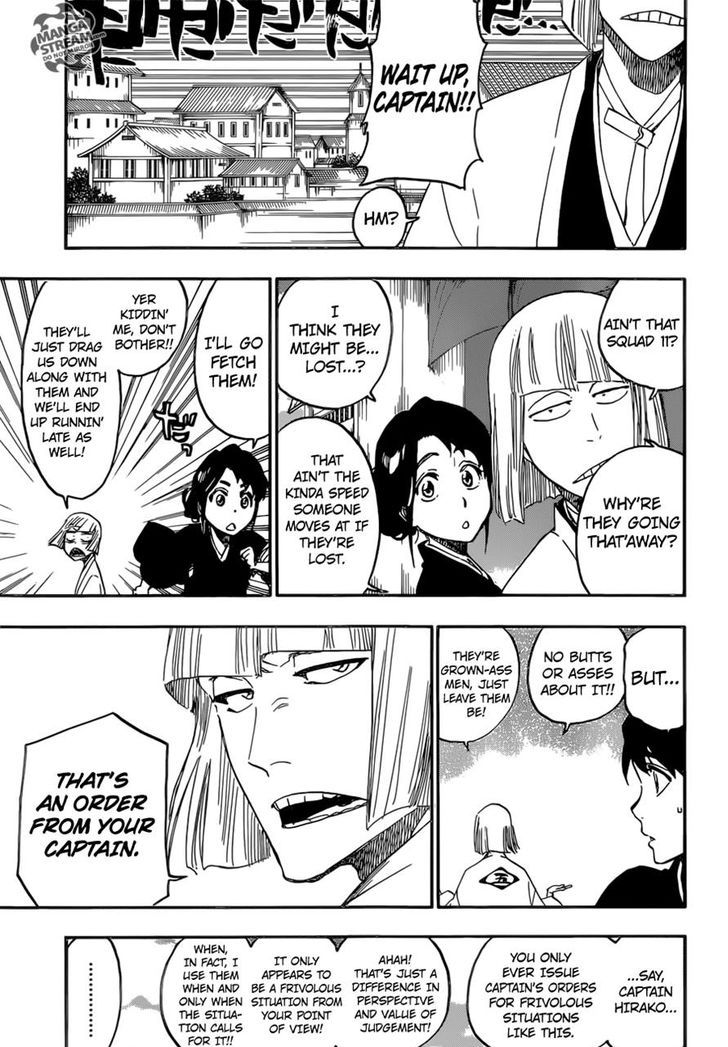 MANGA
STREAM
DO NOT MIRROR
WAIT UP,
CAPTAIN!!
HM?
AIN'T THAT
SQUAD 11?
WHY'RE
THEY GOING
THAT'AWAY?
I
THINK THEY
MIGHT BE...
LOST...?
THAT
AIN'T THE
KINDA SPEED
SOMEONE
MOVES AT IF
THEY'RE
LOST.
I'LL GO
FETCH
THEM!
YER
KIDDIN'
ME, DON'T
BOTHER!!
THEY'LL
JUST DRAG
US DOWN
ALONG WITH
THEM AND
WE'LL END
UP RUNNIN'
LATE AS
WELL!
BUT...
NO BUTTS
OR ASSES
ABOUT IT!!
THEY'RE
GROWN-ASS
MEN, JUST
LEAVE THEM
BE!
五
THAT'S
AN ORDER
FROM YOUR
CAPTAIN.
...SAY,
CAPTAIN
HIRAKO.
YOU ONLY
EVER ISSUE
CAPTAIN'S
ORDERS
FOR FRIVOLOUS
SITUATIONS
LIKE THIS.
AHAH!
THAT'S JUST A
DIFFERENCE IN
PERSPECTIVE
AND VALUE OF
JUDGEMENT!
IT ONLY
APPEARS TO
BE A FRIVOLOUS
SITUATION FROM
YOUR POINT
OF VIEW!
WHEN,
IN FACT, I
USE THEM
WHEN AND
ONLY WHEN
THE SITUA-
TION CALLS
FOR IT!!
.........